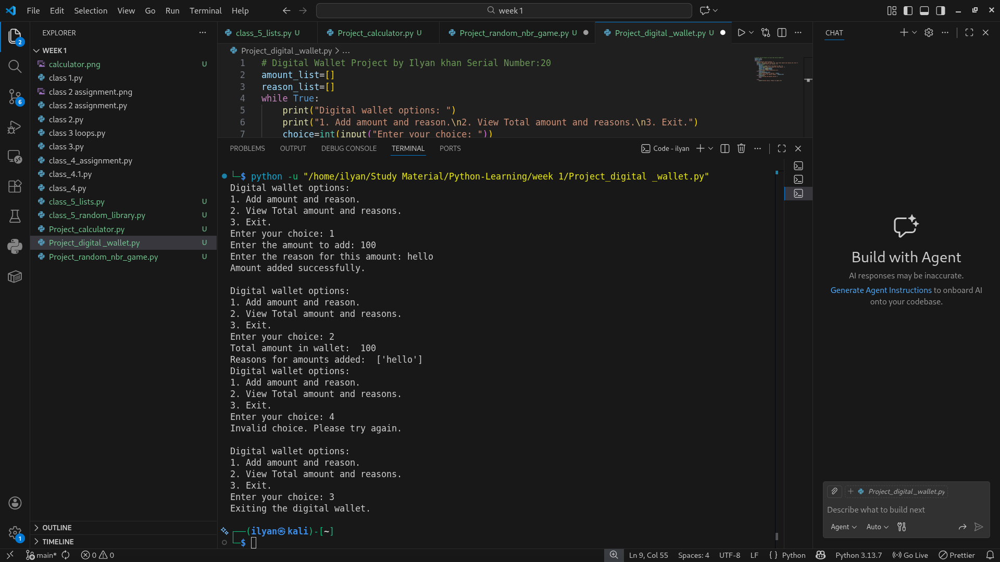 File Edit Selection View Go Run Terminal Help
week 1
EXPLORER
WEEK 1
calculator.png U
class 1.py
class 2 assignment.png
class 2 assignment.py
class 2.py
class 3 loops.py
class 3.py
class_4_assignment.py
class_4.1.py
class_4.py
class_5_lists.py U
class_5_random_library.py U
Project_calculator.py U
Project_digital _wallet.py U
Project_random_nbr_game.py U
OUTLINE
TIMELINE
2
6
1
class_5_lists.py U
Project_calculator.py U
Project_random_nbr_game.py U
Project_digital _wallet.py U
Project_digital _wallet.py > ...
1 # Digital Wallet Project by Ilyan khan Serial Number:20
2 amount_list=[]
3 reason_list=[]
4 while True:
5 print("Digital wallet options: ")
6 print("1. Add amount and reason.\n2. View Total amount and reasons.\n3. Exit.")
7 choice=int(input("Enter your choice: "))
PROBLEMS OUTPUT DEBUG CONSOLE TERMINAL PORTS
Code - ilyan
└─$ python -u "/home/ilyan/Study Material/Python-Learning/week 1/Project_digital _wallet.py"
Digital wallet options:
1. Add amount and reason.
2. View Total amount and reasons.
3. Exit.
Enter your choice: 1
Enter the amount to add: 100
Enter the reason for this amount: hello
Amount added successfully.
Digital wallet options:
1. Add amount and reason.
2. View Total amount and reasons.
3. Exit.
Enter your choice: 2
Total amount in wallet:  100
Reasons for amounts added:  ['hello']
Digital wallet options:
1. Add amount and reason.
2. View Total amount and reasons.
3. Exit.
Enter your choice: 4
Invalid choice. Please try again.
Digital wallet options:
1. Add amount and reason.
2. View Total amount and reasons.
3. Exit.
Enter your choice: 3
Exiting the digital wallet.
┌──(ilyan㉿kali)-[~]
└─$
CHAT
Build with Agent
AI responses may be inaccurate.
Generate Agent Instructions to onboard AI
onto your codebase.
Project_digital _wallet.py
Describe what to build next
Agent Auto
main* 0 0
Ln 9, Col 55 Spaces: 4 UTF-8 LF { } Python Python 3.13.7 Go Live Prettier